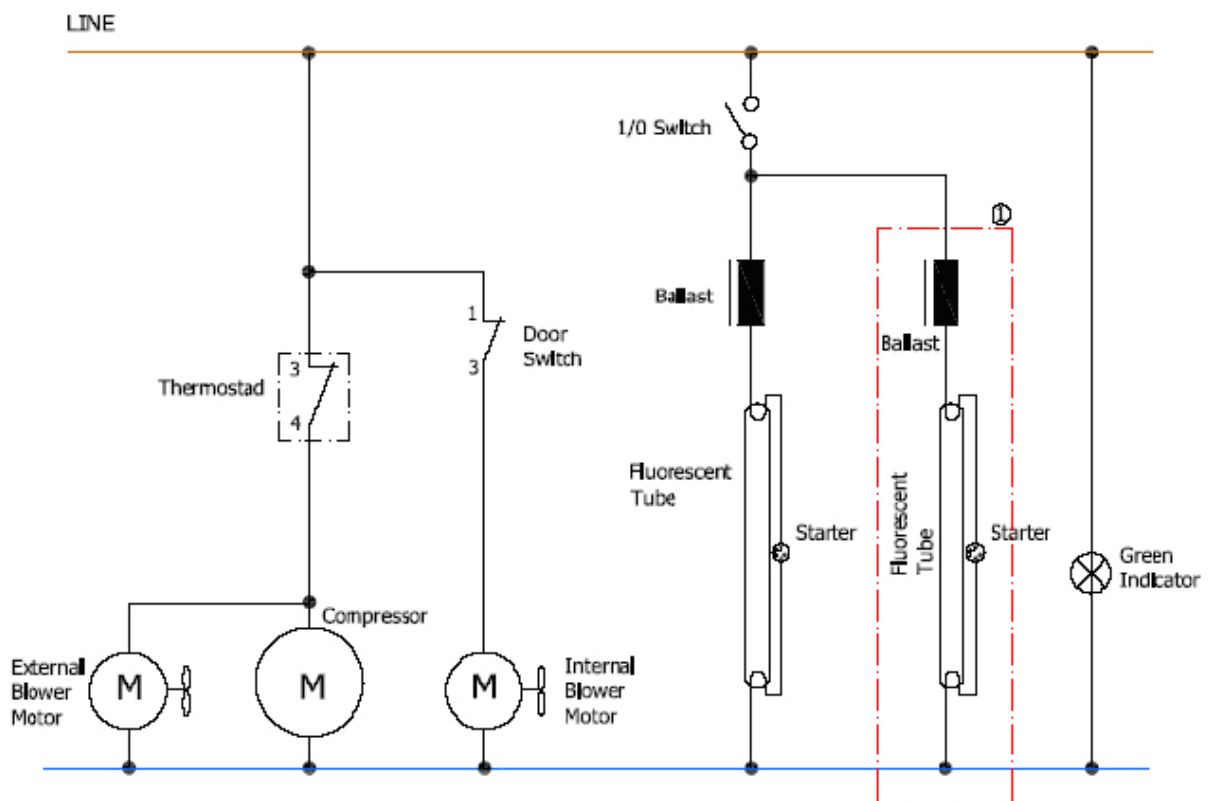 LINE
1/0 Switch
1
Ballast
Ballast
1
Door
Switch
3
3
Thermostad
4
Fluorescent
Tube
Starter
Fluorescent
Tube
Starter
Green
Indicator
Compressor
External
Blower
Motor
M
M
M
Internal
Blower
Motor